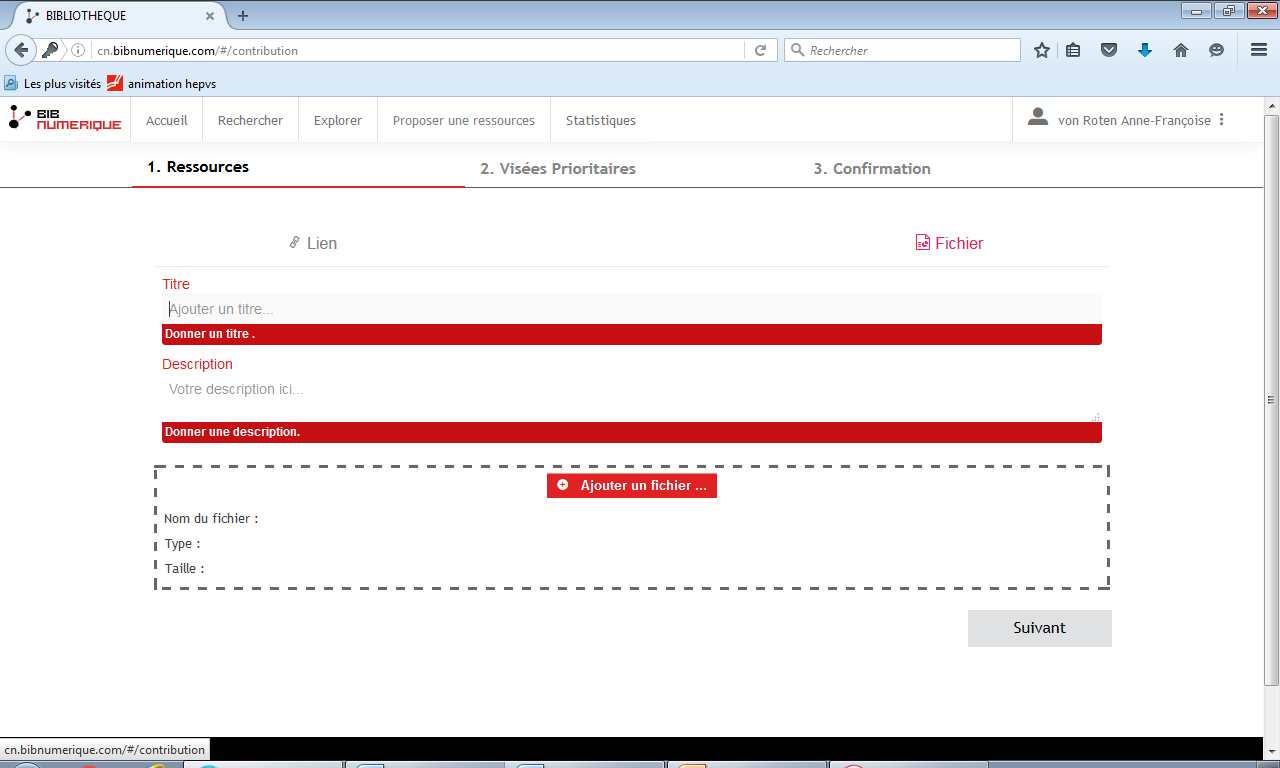 BIBLIOTHEQUE
cn.bibnumerique.com/#/contribution
Rechercher
Les plus visités animation hepvs
BIB
NUMERIQUE
Accueil Rechercher Explorer Proposer une ressources Statistiques von Roten Anne-Françoise
1. Ressources 2. Visées Prioritaires 3. Confirmation
Lien Fichier
Titre
Ajouter un titre...
Donner un titre .
Description
Votre description ici...
Donner une description.
Ajouter un fichier ...
Nom du fichier :
Type :
Taille :
Suivant
cn.bibnumerique.com/#/contribution